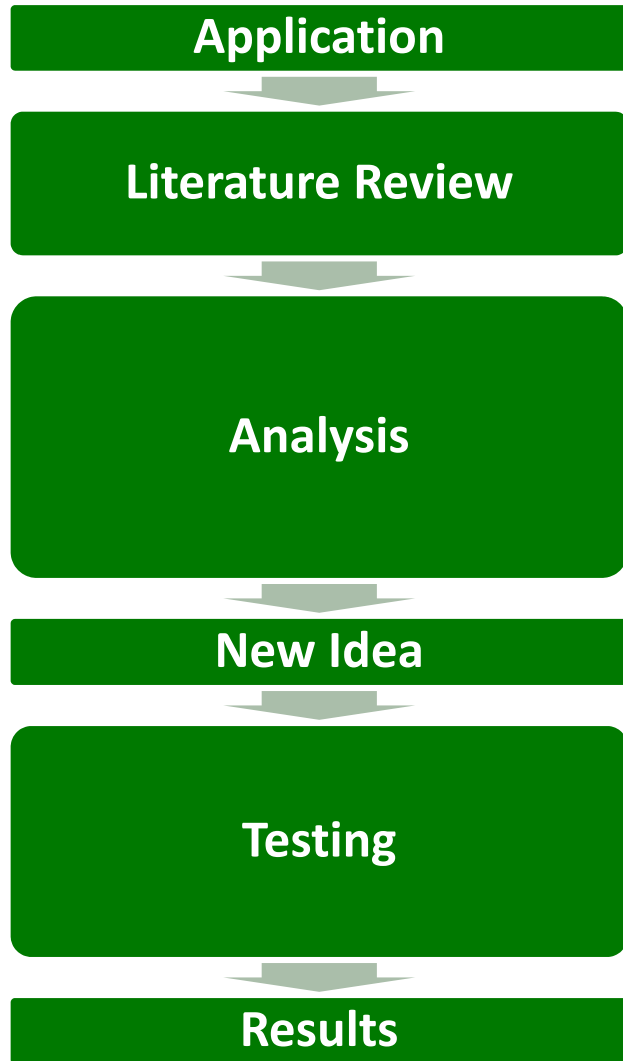 Application
Literature Review
Analysis
New Idea
Testing
Results